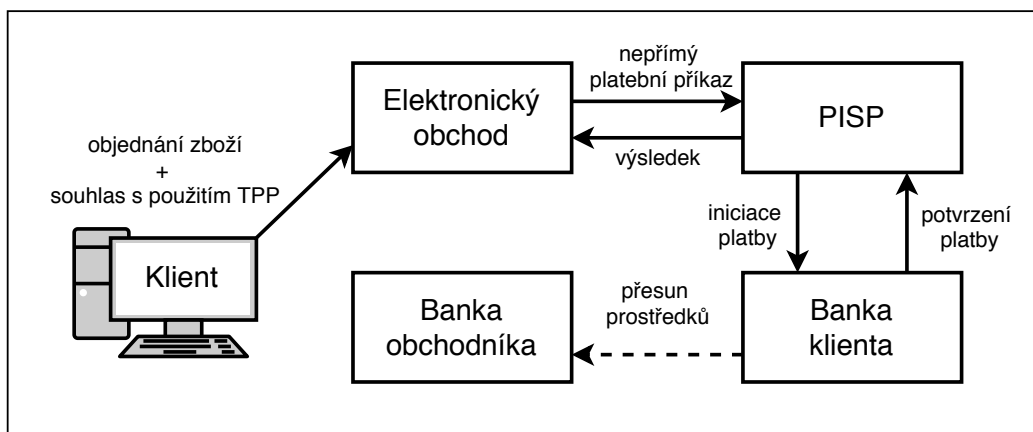 objednání zboží
+
souhlas s použitím TPP
Klient
Elektronický
obchod
nepřímý
platební příkaz
výsledek
PISP
iniciace
platby
potvrzení
platby
Banka
obchodníka
přesun
prostředků
Banka
klienta